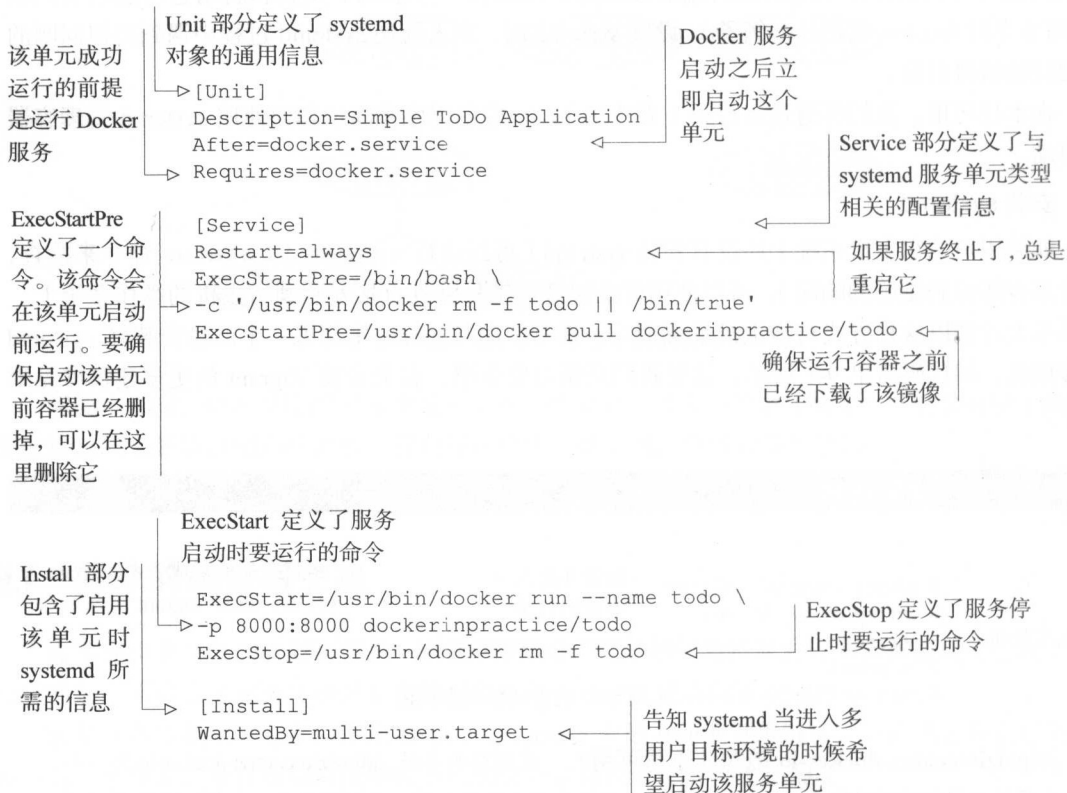 Unit 部分定义了 systemd
对象的通用信息
该单元成功
运行的前提
是运行 Docker
服务
Docker 服务
启动之后立
即启动这个
单元
[Unit]
Description=Simple ToDo Application
After=docker.service
Requires=docker.service
Service 部分定义了与
systemd 服务单元类型
相关的配置信息
ExecStartPre
定义了一个命
令。该命令会
在该单元启动
前运行。要确
保启动该单元
前容器已经删
掉，可以在这
里删除它
[Service]
Restart=always
ExecStartPre=/bin/bash \
-c '/usr/bin/docker rm -f todo || /bin/true'
ExecStartPre=/usr/bin/docker pull dockerinpractice/todo
如果服务终止了，总是
重启它
确保运行容器之前
已经下载了该镜像
ExecStart 定义了服务
启动时要运行的命令
Install 部分
包含了启用
该单元时
systemd 所
需的信息
ExecStart=/usr/bin/docker run --name todo \
-p 8000:8000 dockerinpractice/todo
ExecStop=/usr/bin/docker rm -f todo
ExecStop 定义了服务停
止时要运行的命令
[Install]
WantedBy=multi-user.target
告知 systemd 当进入多
用户目标环境的时候希
望启动该服务单元